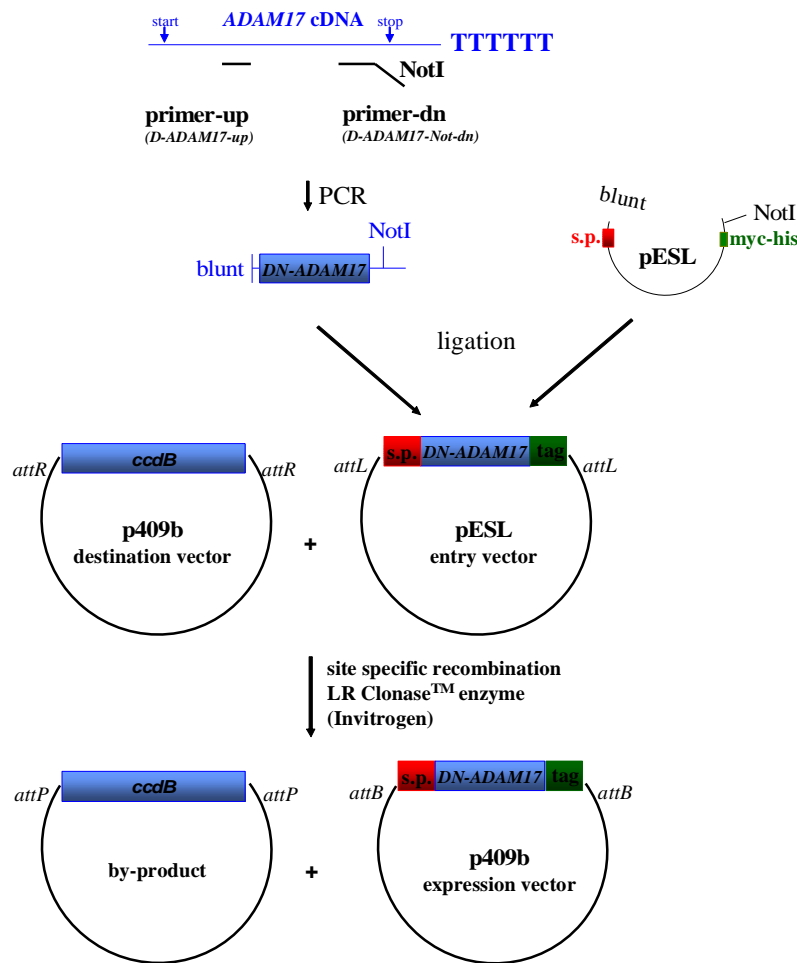 ADAM17 cDNA
start
stop
TTTTTT
NotI
primer-up
(D-ADAM17-up)
primer-dn
(D-ADAM17-Not-dn)
PCR
NotI
blunt
DN-ADAM17
blunt
NotI
s.p.
myc-his
pESL
ligation
ccdB
attR
attR
p409b
destination vector
+
s.p.
DN-ADAM17
tag
attL
attL
pESL
entry vector
site specific recombination
LR Clonase™ enzyme
(Invitrogen)
ccdB
attP
attP
by-product
+
s.p.
DN-ADAM17
tag
attB
attB
p409b
expression vector